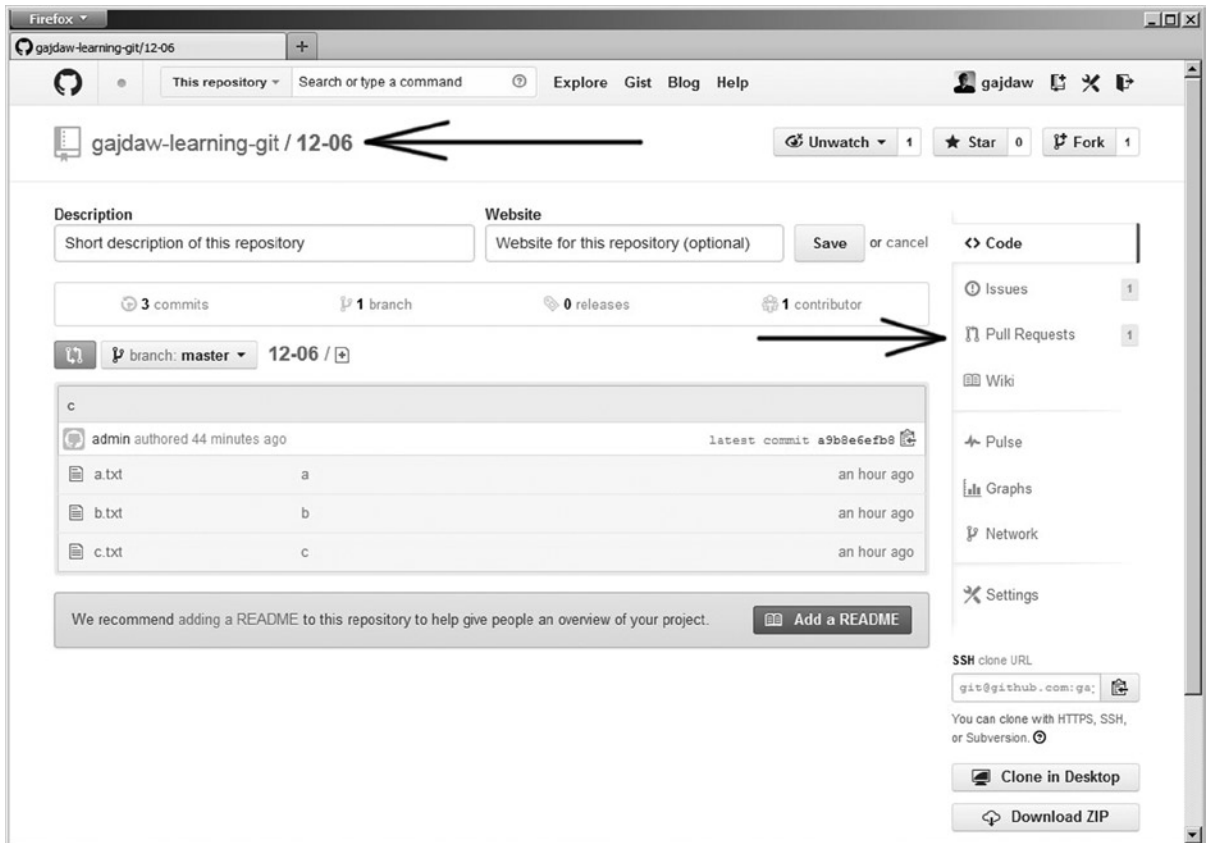 Firefox
gajdaw-learning-git/12-06
This repository Search or type a command Explore Gist Blog Help gajdaw
gajdaw-learning-git / 12-06 Unwatch 1 Star 0 Fork 1
Description Website
Short description of this repository Website for this repository (optional) Save or cancel
3 commits 1 branch 0 releases 1 contributor
branch: master 12-06 /
c
admin authored 44 minutes ago latest commit a9b8e6efb8
a.txt a an hour ago
b.txt b an hour ago
c.txt c an hour ago
We recommend adding a README to this repository to help give people an overview of your project. Add a README
Code
Issues 1
Pull Requests 1
Wiki
Pulse
Graphs
Network
Settings
SSH clone URL
git@github.com:ga
You can clone with HTTPS, SSH,
or Subversion.
Clone in Desktop
Download ZIP